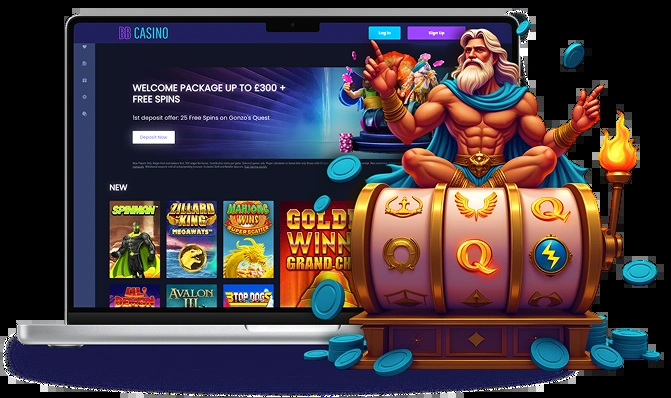 BB CASINO
Log In
Sign Up
WELCOME PACKAGE UP TO £300 +
FREE SPINS
1st deposit offer: 25 Free Spins on Gonzo's Quest
Deposit Now
NEW
SPINMAN
ZILLARD
KING
MEGAWAYS
MAHJONG
WINS
SUPER SCATTER
GOLD
WINN
GRAND CH
MR.
DEMON
AVALON
III
TOP DOGS
Q
Q